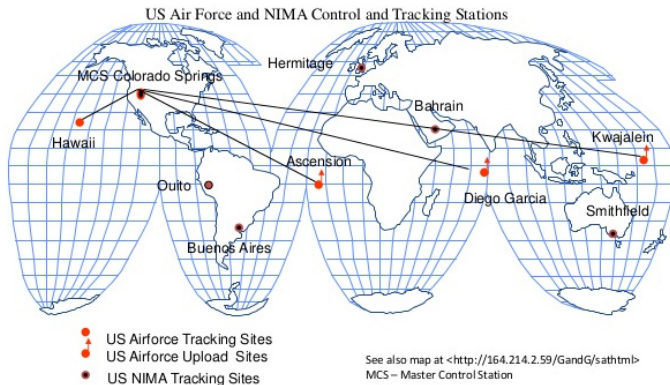 US Air Force and NIMA Control and Tracking Stations
Hermitage
MCS Colorado Springs
Bahrain
Hawaii
Kwajalein
Ascension
Ouito
Diego Garcia
Smithfield
Buenos Aires
US Airforce Tracking Sites
US Airforce Upload Sites
US NIMA Tracking Sites
See also map at <http://164.214.2.59/GandG/sathtml>
MCS – Master Control Station